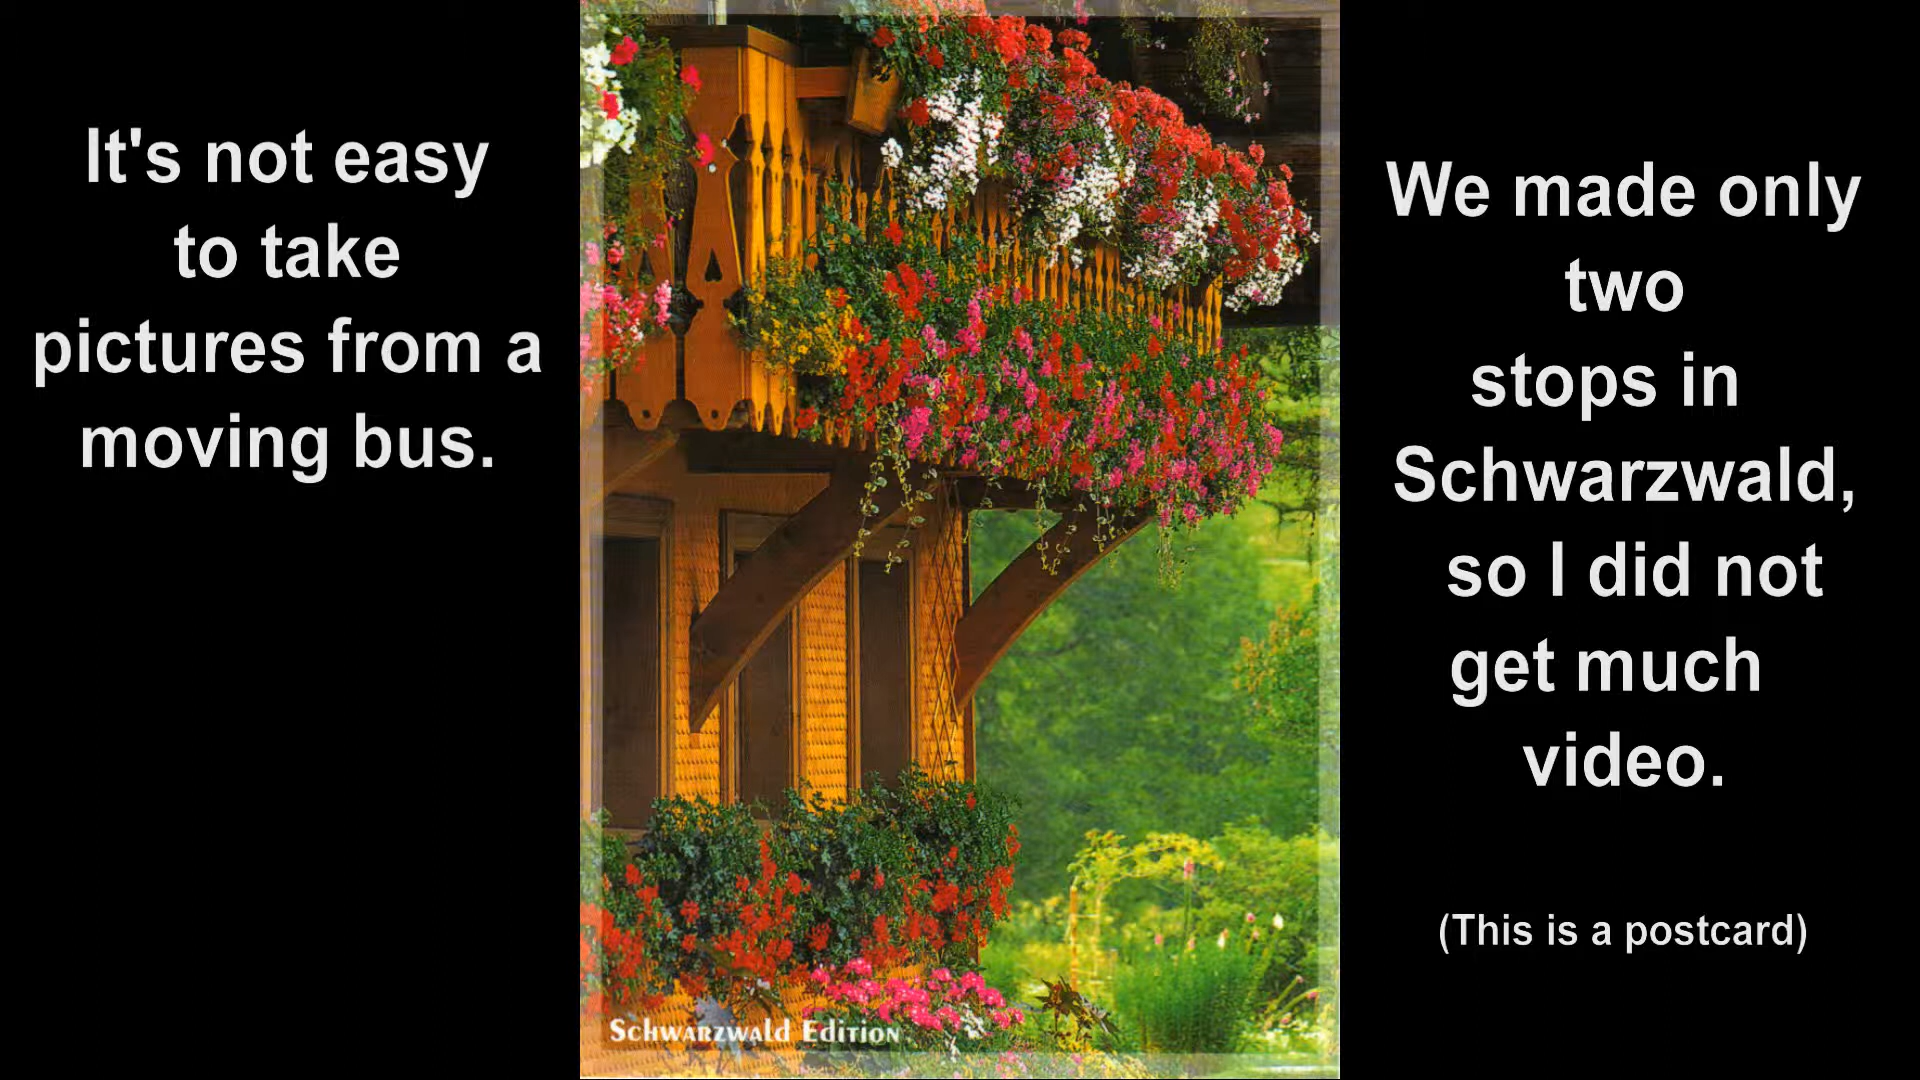 It's not easy
to take
pictures from a
moving bus.
We made only
two
stops in
Schwarzwald,
so I did not
get much
video.
(This is a postcard)
Schwarzwald Edition